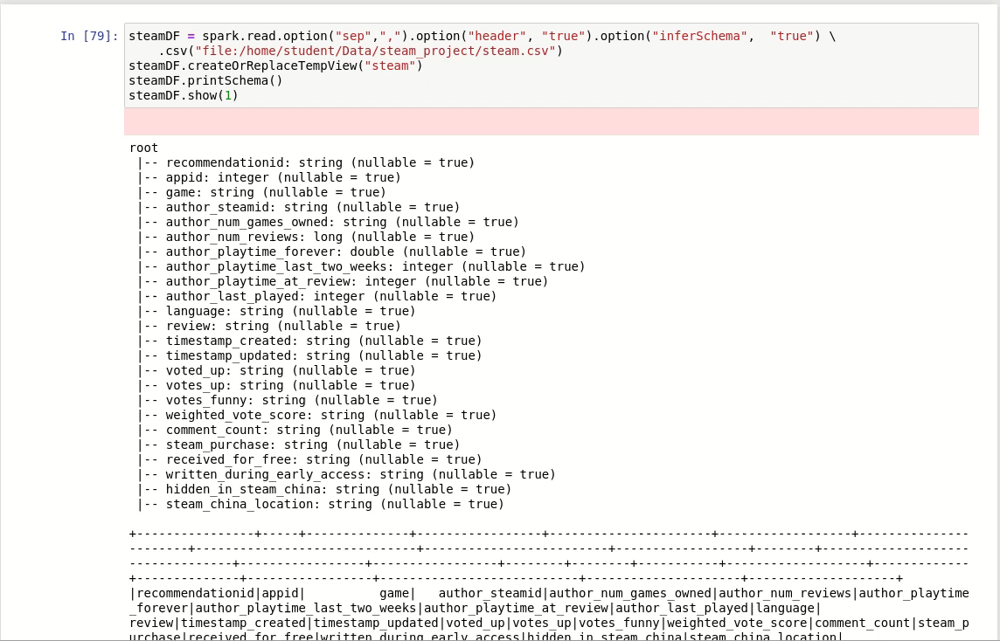 In [79]: steamDF = spark.read.option("sep",",").option("header", "true").option("inferSchema",  "true") \
    .csv("file:/home/student/Data/steam_project/steam.csv")
steamDF.createOrReplaceTempView("steam")
steamDF.printSchema()
steamDF.show(1)
root
 |-- recommendationid: string (nullable = true)
 |-- appid: integer (nullable = true)
 |-- game: string (nullable = true)
 |-- author_steamid: string (nullable = true)
 |-- author_num_games_owned: string (nullable = true)
 |-- author_num_reviews: long (nullable = true)
 |-- author_playtime_forever: double (nullable = true)
 |-- author_playtime_last_two_weeks: integer (nullable = true)
 |-- author_playtime_at_review: integer (nullable = true)
 |-- author_last_played: integer (nullable = true)
 |-- language: string (nullable = true)
 |-- review: string (nullable = true)
 |-- timestamp_created: string (nullable = true)
 |-- timestamp_updated: string (nullable = true)
 |-- voted_up: string (nullable = true)
 |-- votes_up: string (nullable = true)
 |-- votes_funny: string (nullable = true)
 |-- weighted_vote_score: string (nullable = true)
 |-- comment_count: string (nullable = true)
 |-- steam_purchase: string (nullable = true)
 |-- received_for_free: string (nullable = true)
 |-- written_during_early_access: string (nullable = true)
 |-- hidden_in_steam_china: string (nullable = true)
 |-- steam_china_location: string (nullable = true)
+----------------+-----+--------------+-----------------+----------------------+------------------+---------------
--------+------------------------------+-------------------------+------------------+--------+--------------------
--------------+-----------------+-----------------+--------+--------+-----------+-------------------+-------------
+--------------+-----------------+---------------------------+---------------------+--------------------+
|recommendationid|appid|          game|   author_steamid|author_num_games_owned|author_num_reviews|author_playtime
_forever|author_playtime_last_two_weeks|author_playtime_at_review|author_last_played|language|
review|timestamp_created|timestamp_updated|voted_up|votes_up|votes_funny|weighted_vote_score|comment_count|steam_p
urchase|received_for_free|written_during_early_access|hidden_in_steam_china|steam_china_location|